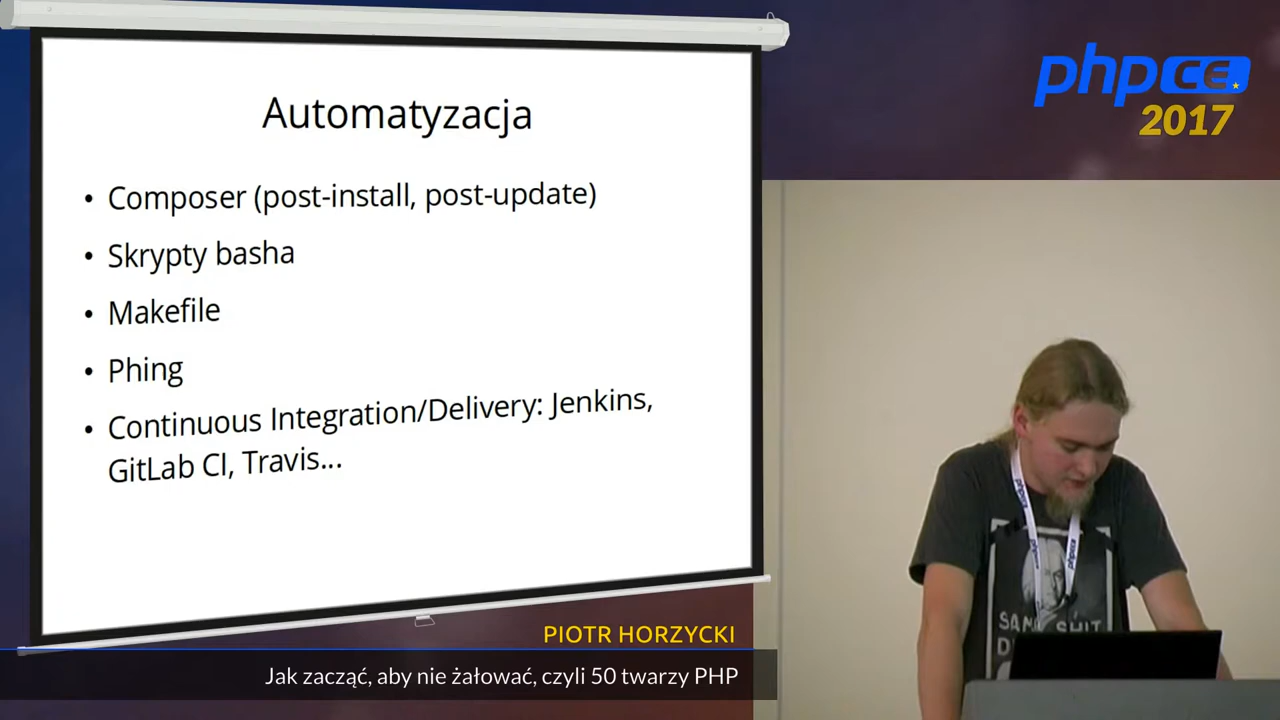 Automatyzacja
• Composer (post-install, post-update)
• Skrypty basha
• Makefile
• Phing
• Continuous Integration/Delivery: Jenkins,
GitLab CI, Travis...
phpCE
2017
SHIT
PIOTR HORZYCKI
Jak zacząć, aby nie żałować, czyli 50 twarzy PHP